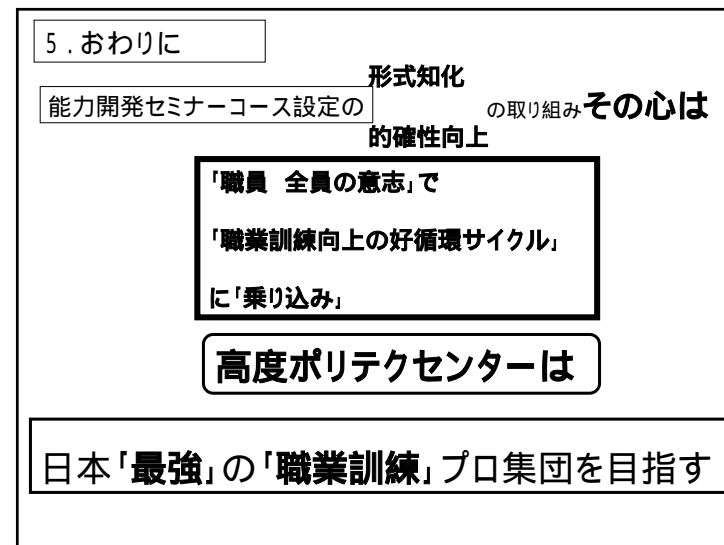 5．おわりに
形式知化
能力開発セミナーコース設定の
の取り組みその心は
的確性向上
「職員 全員の意志」で
「職業訓練向上の好循環サイクル」
に「乗り込み」
高度ポリテクセンターは
日本「最強」の「職業訓練」プロ集団を目指す